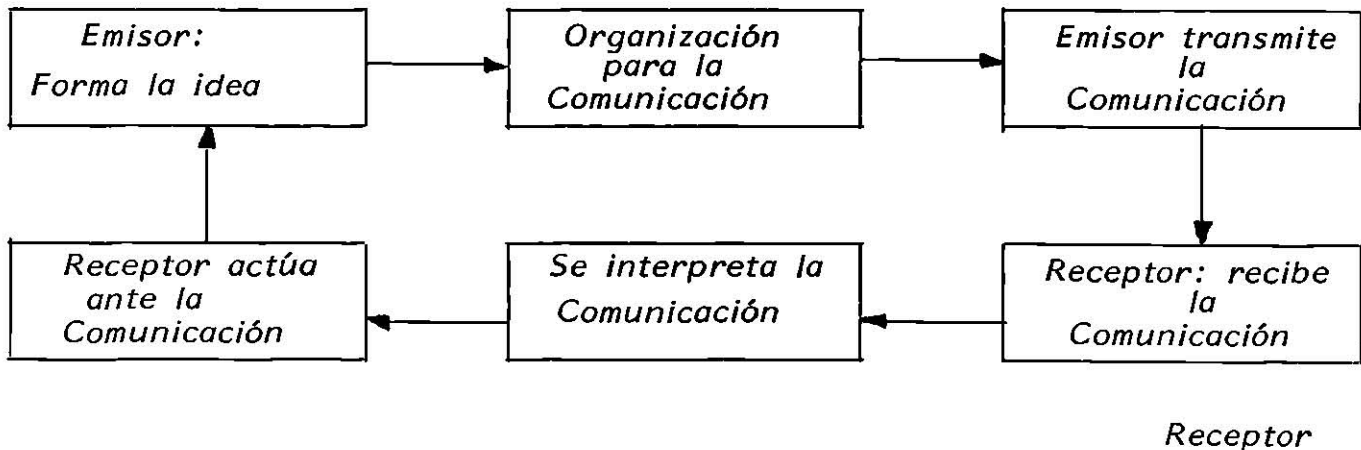 Emisor:
Forma la idea
Organización
para la
Comunicación
Emisor transmite
la
Comunicación
Receptor: recibe
la
Comunicación
Se interpreta la
Comunicación
Receptor actúa
ante la
Comunicación
Receptor